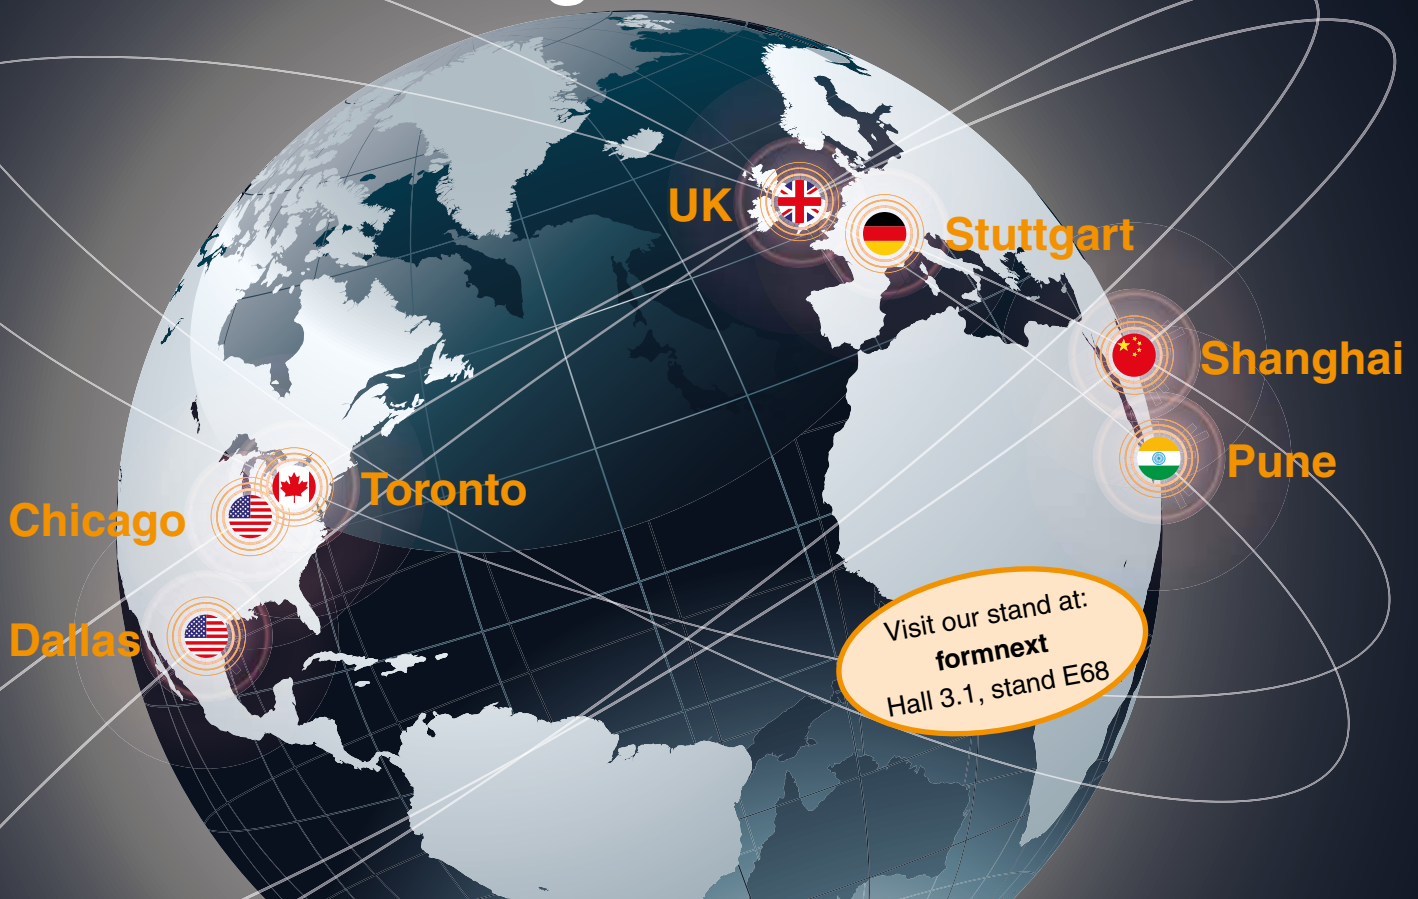 UK
Stuttgart
Shanghai
Pune
Toronto
Chicago
Dallas
Visit our stand at:
formnext
Hall 3.1, stand E68